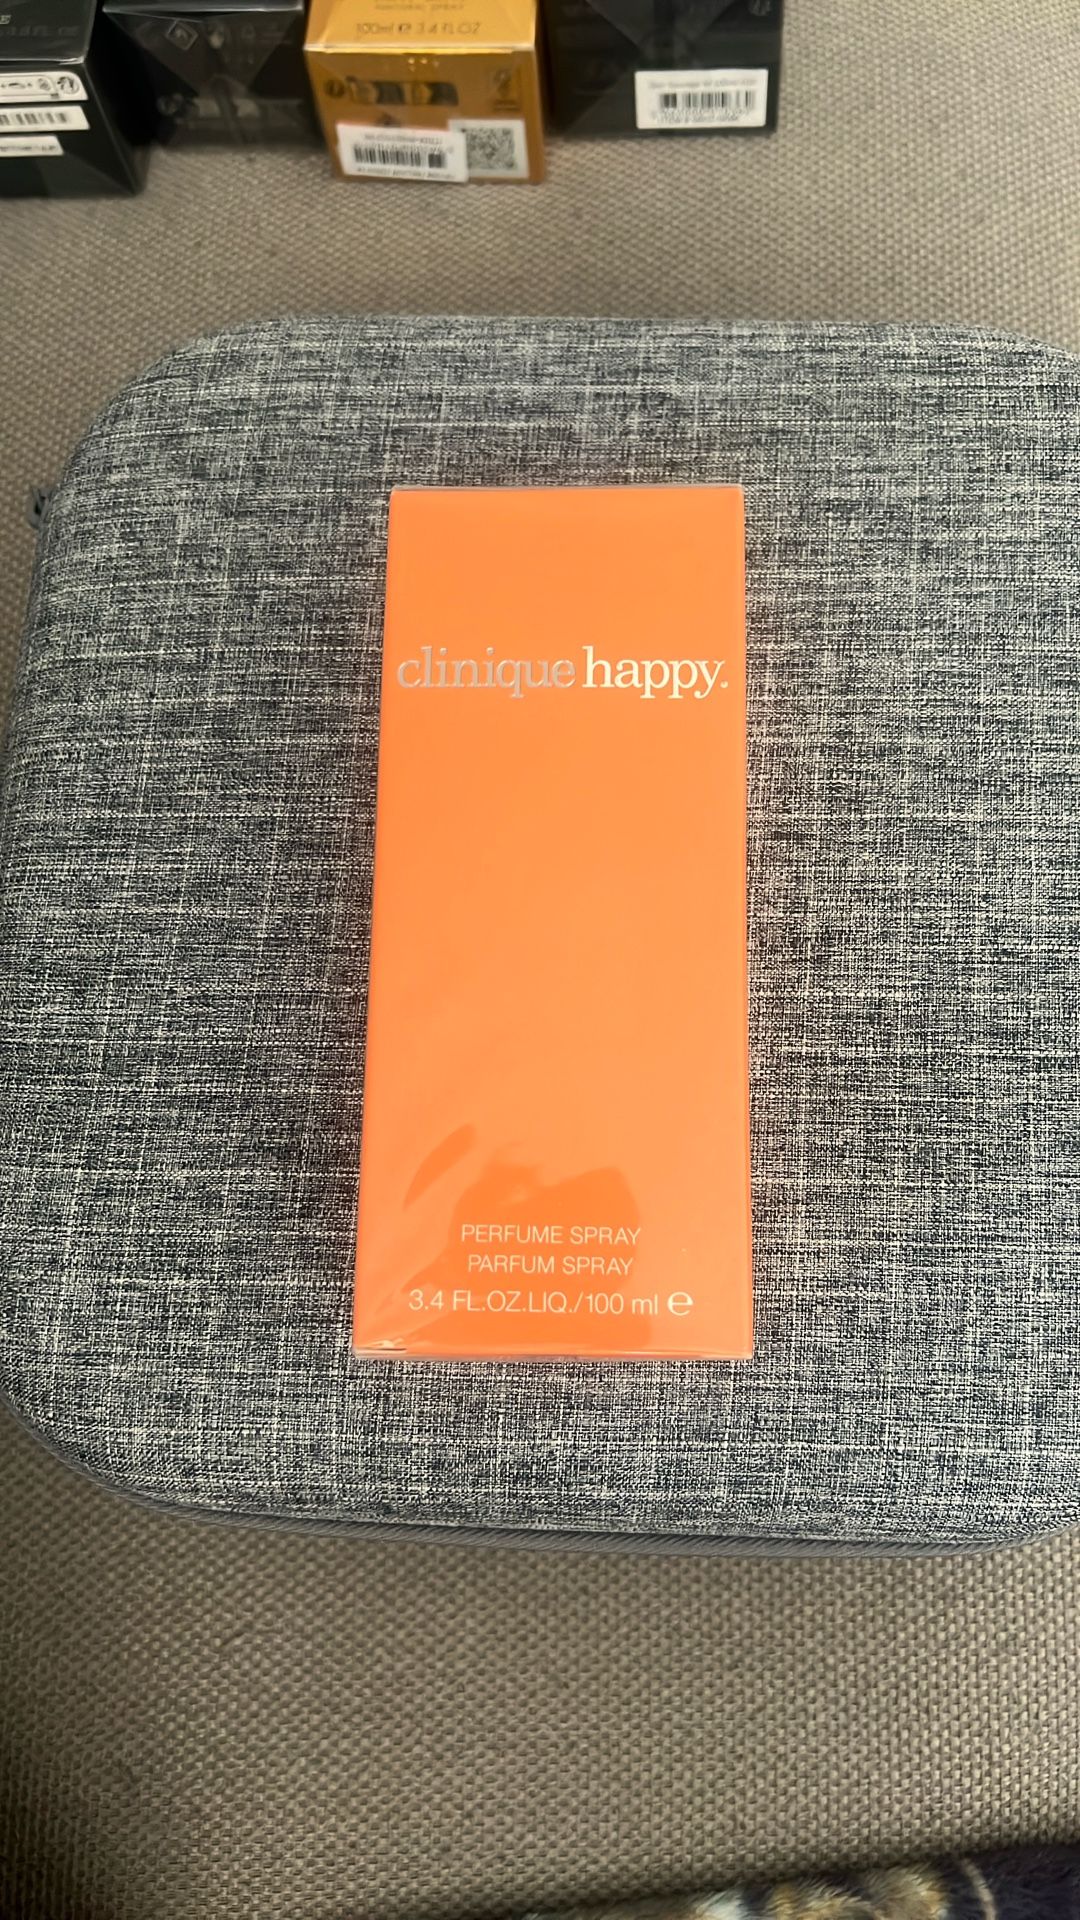 100ml e 3.4 fl OZ
clinique happy.
PERFUME SPRAY
PARFUM SPRAY
3.4 FL.OZ.LIQ./100 ml e